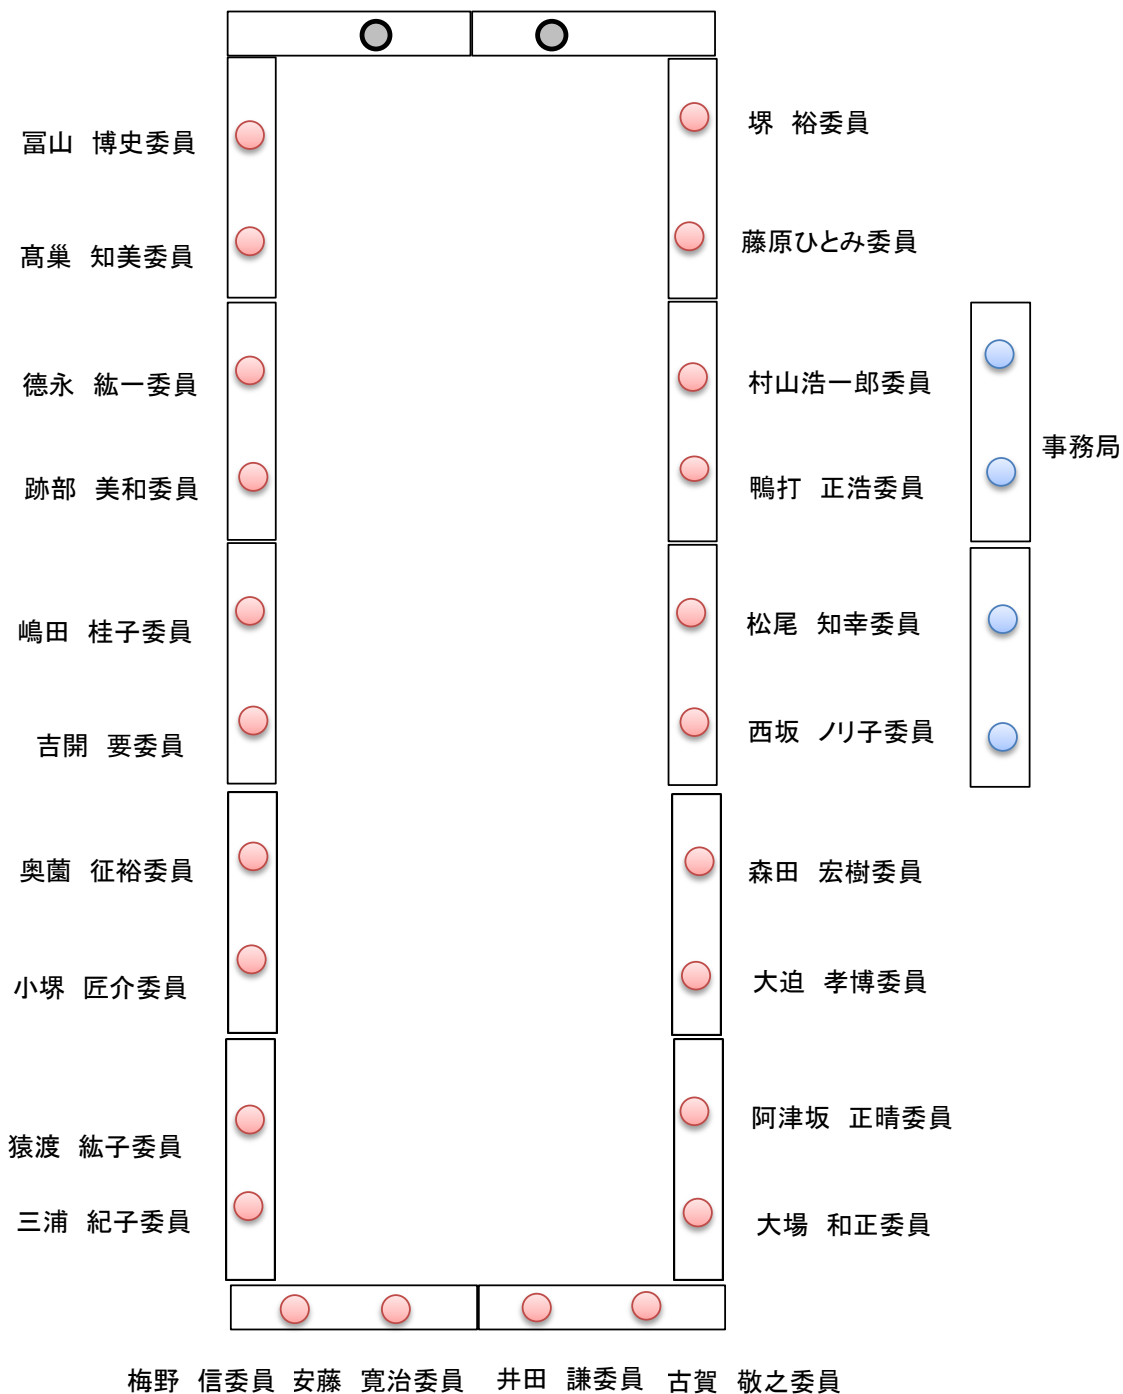 冨山　博史委員
堺　裕委員
髙巢　知美委員
藤原ひとみ委員
德永　紘一委員
村山浩一郎委員
事務局
跡部　美和委員
鴨打　正浩委員
嶋田　桂子委員
松尾　知幸委員
吉開　要委員
西坂　ノリ子委員
奥薗　征裕委員
森田　宏樹委員
小堺　匠介委員
大迫　孝博委員
猿渡　紘子委員
阿津坂　正晴委員
三浦　紀子委員
大場　和正委員
梅野　信委員 安藤　寛治委員 井田　謙委員 古賀　敬之委員